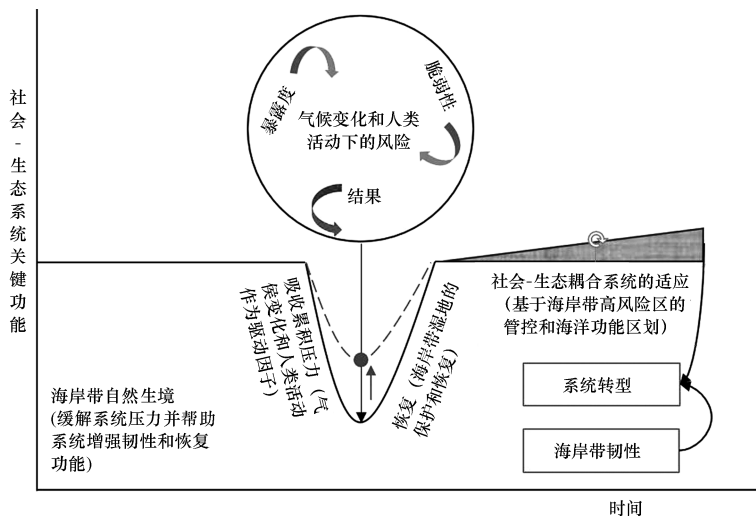 社会-生态系统关键功能
暴露度
脆弱性
气候变化和人类
活动下的风险
结果
吸收累积压力（气
侯变化和人类活动
作为驱动因子）
恢复（海岸带湿地的
保护和恢复）
社会-生态耦合系统的适应
（基于海岸带高风险区的
管控和海洋功能区划）
海岸带自然生境
(缓解系统压力并帮助
系统增强韧性和恢复
功能)
系统转型
海岸带韧性
时间